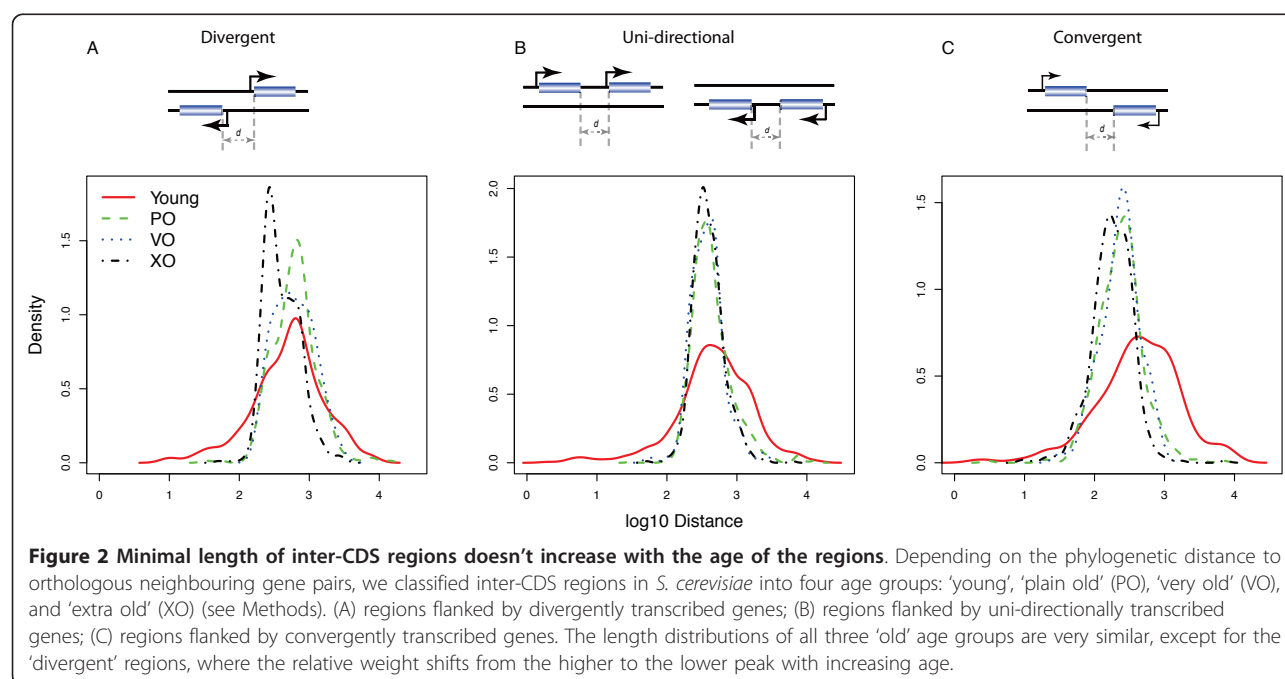 A
Divergent
B
Uni-directional
C
Convergent
d
d
d
d
Young
PO
VO
XO
Density
0.0
0.5
1.0
1.5
0
1
2
3
4
0.0
0.5
1.0
1.5
2.0
0
1
2
3
4
log10 Distance
0.0
0.5
1.0
1.5
0
1
2
3
4
Figure 2 Minimal length of inter-CDS regions doesn't increase with the age of the regions. Depending on the phylogenetic distance to
orthologous neighbouring gene pairs, we classified inter-CDS regions in S. cerevisiae into four age groups: 'young', 'plain old' (PO), 'very old' (VO),
and 'extra old' (XO) (see Methods). (A) regions flanked by divergently transcribed genes; (B) regions flanked by uni-directionally transcribed
genes; (C) regions flanked by convergently transcribed genes. The length distributions of all three 'old' age groups are very similar, except for the
'divergent' regions, where the relative weight shifts from the higher to the lower peak with increasing age.